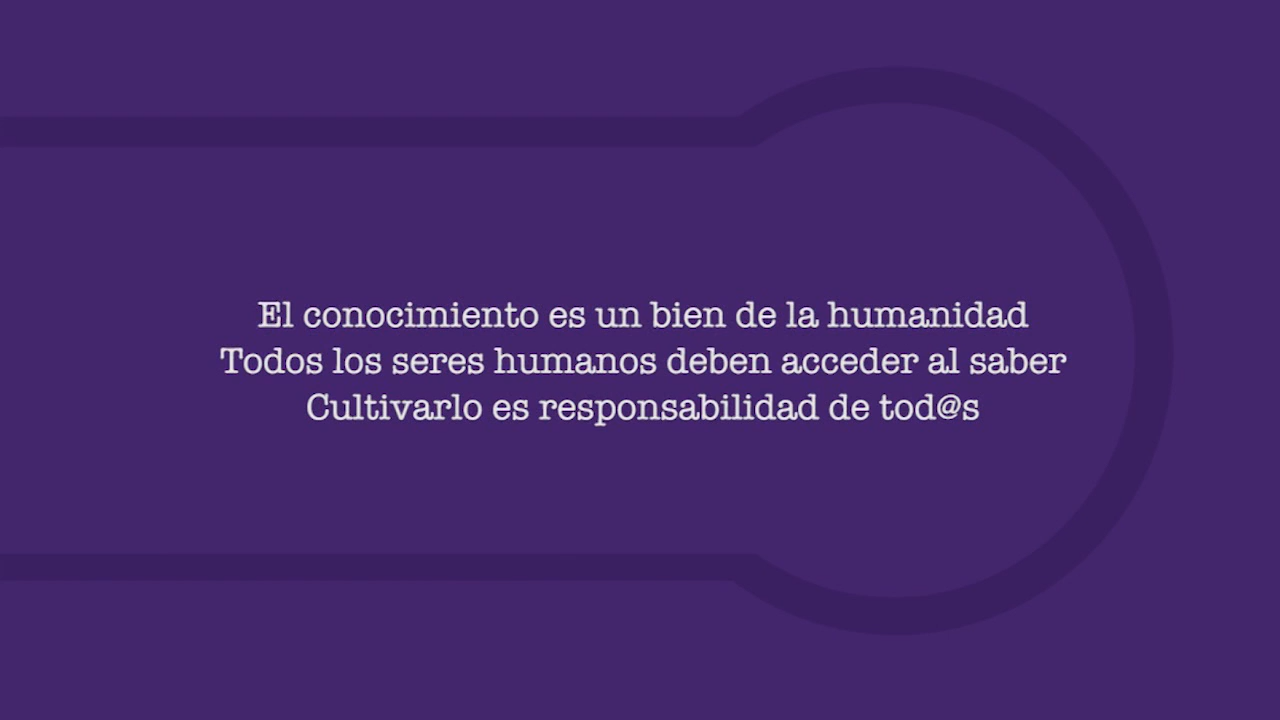 El conocimiento es un bien de la humanidad
Todos los seres humanos deben acceder al saber
Cultivarlo es responsabilidad de tod@s